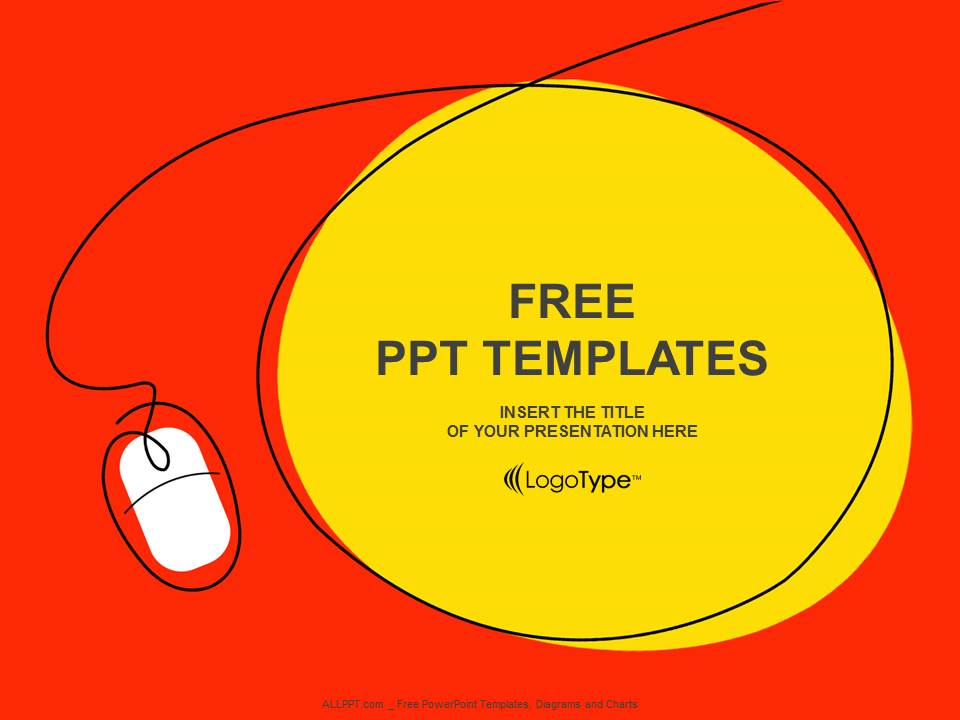 FREE
PPT TEMPLATES
INSERT THE TITLE
OF YOUR PRESENTATION HERE
LogoType™
ALLPPT.com _ Free PowerPoint Templates, Diagrams and Charts